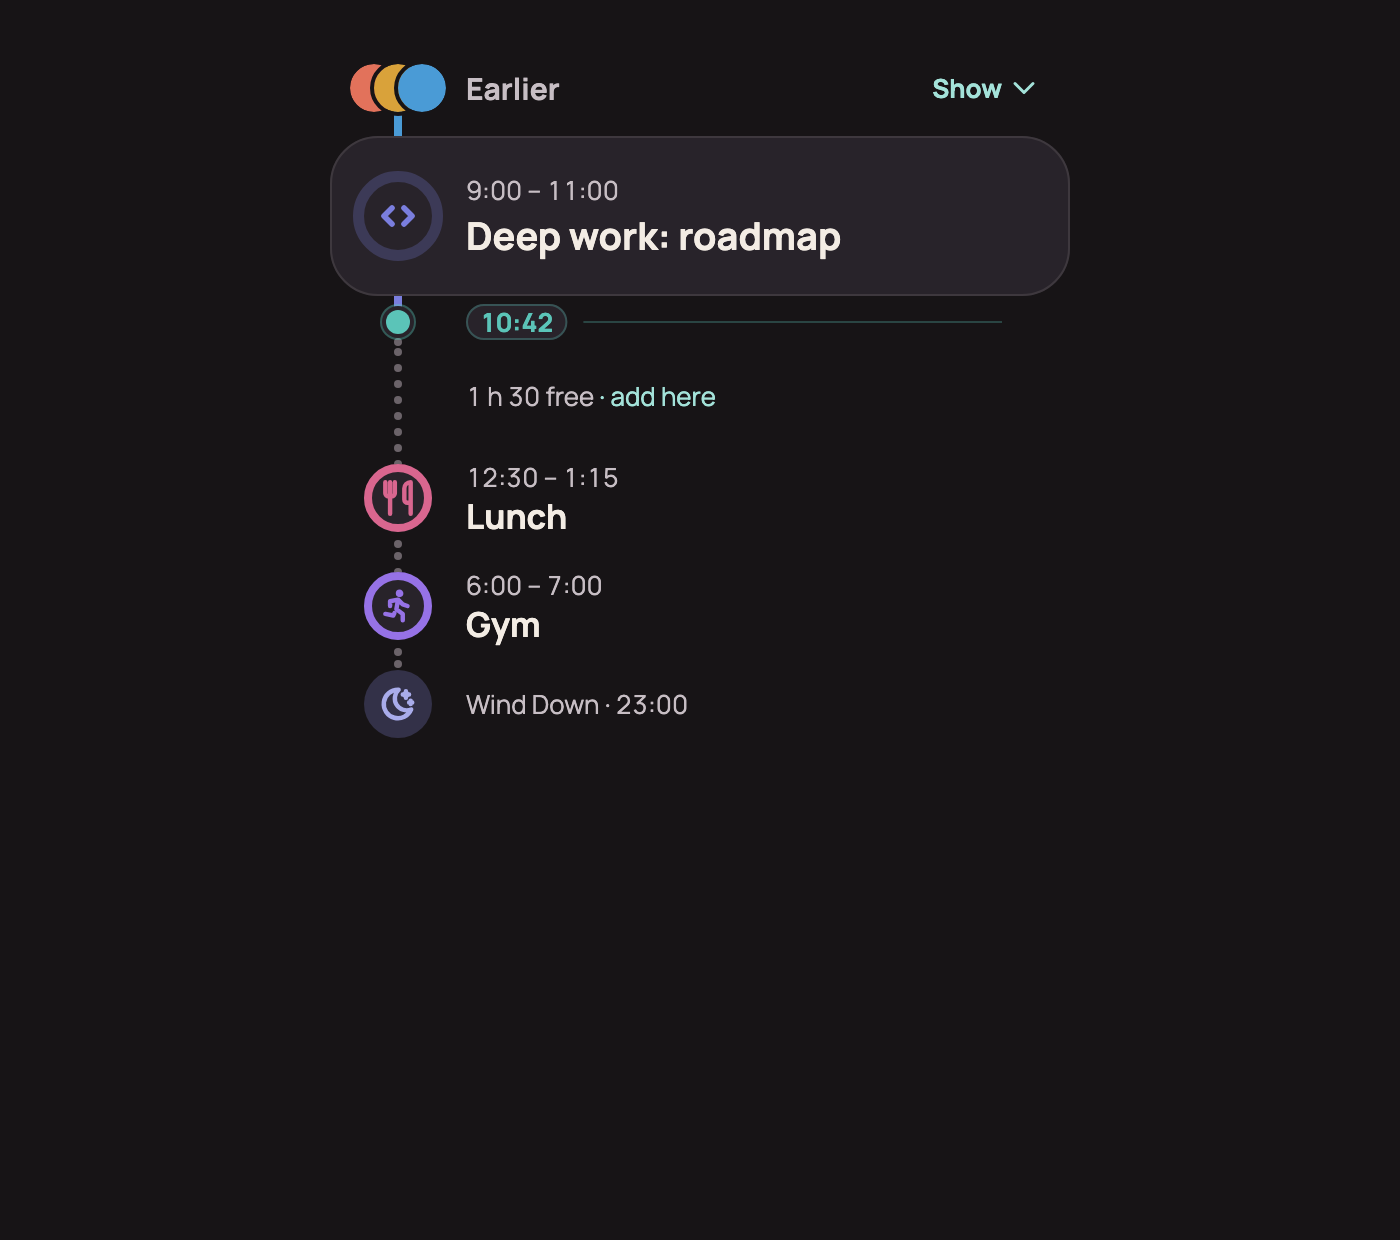 Earlier
Show
9:00 – 11:00
Deep work: roadmap
10:42
1 h 30 free · add here
12:30 – 1:15
Lunch
6:00 – 7:00
Gym
Wind Down · 23:00